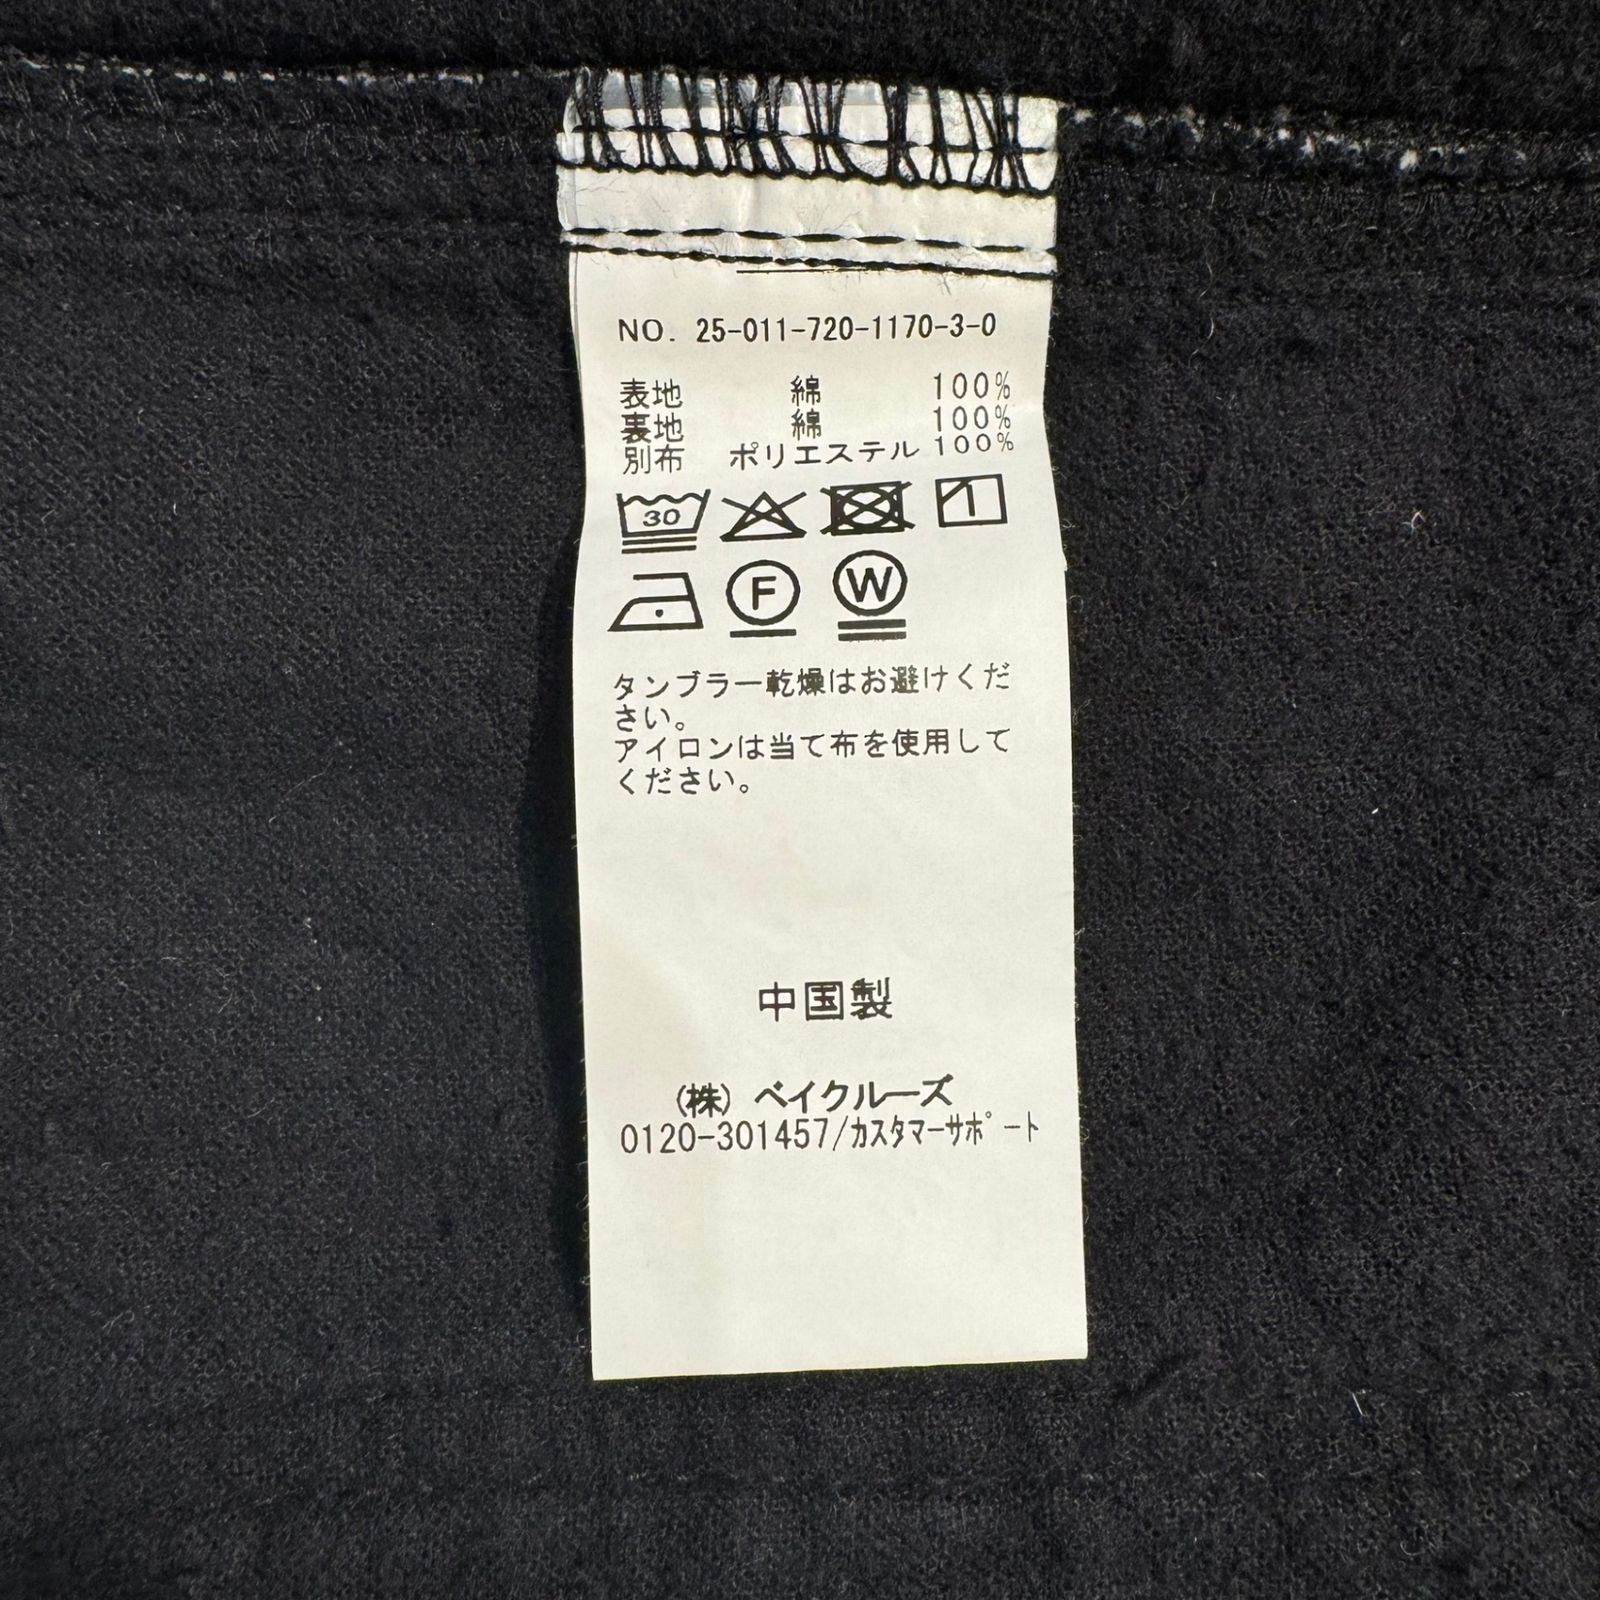 NO. 25-011-720-1170-3-0
表地 綿 100%
裏地 綿 100%
別布 ポリエステル 100%
30
F W
タンブラー乾燥はお避けくだ
さい。
アイロンは当て布を使用して
ください。
中国製
(株) ベイクルーズ
0120-301457/ｶｽﾀﾏｰｻﾎﾟｰﾄ